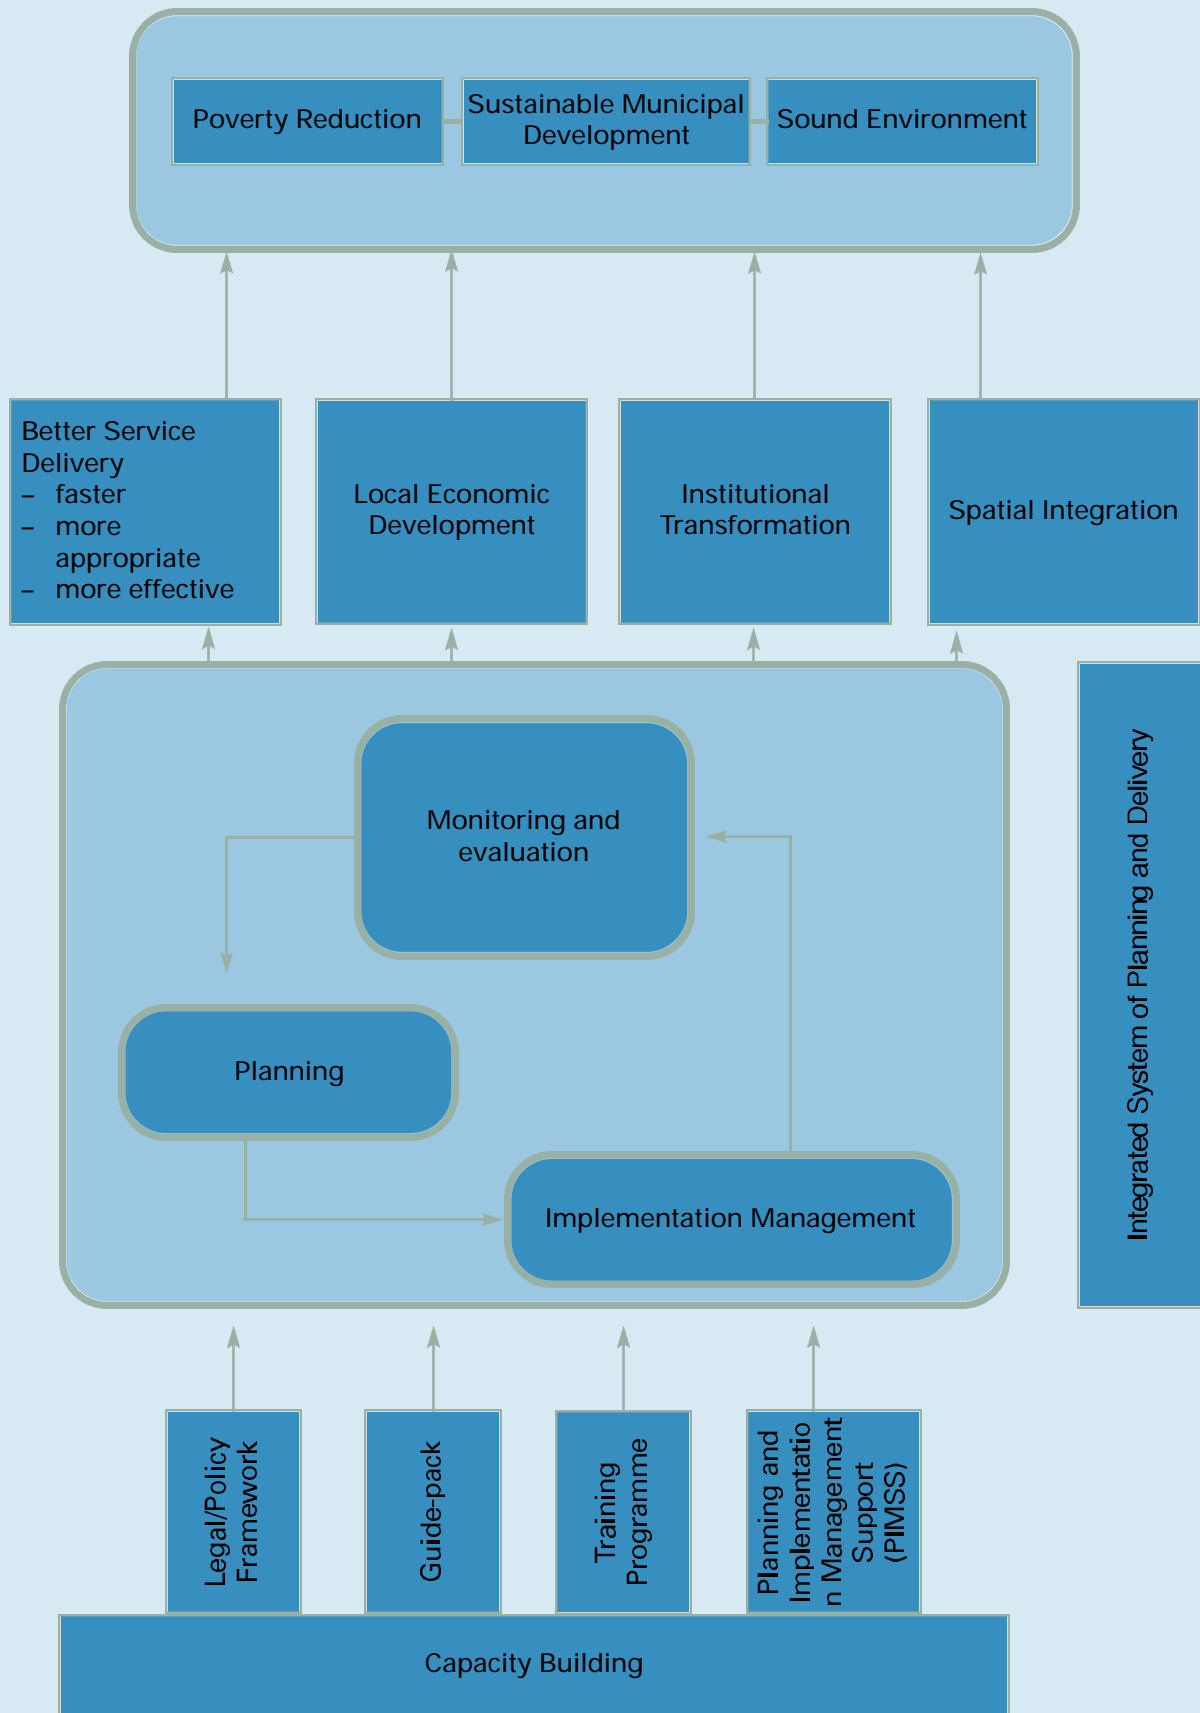 Poverty Reduction
Sustainable Municipal
Development
Sound Environment
Better Service
Delivery
– faster
– more
appropriate
– more effective
Local Economic
Development
Institutional
Transformation
Spatial Integration
Monitoring and
evaluation
Planning
Implementation Management
Integrated System of Planning and Delivery
Legal/Policy
Framework
Guide-pack
Training
Programme
Planning and
Implementatio
n Management
Support
(PIMSS)
Capacity Building